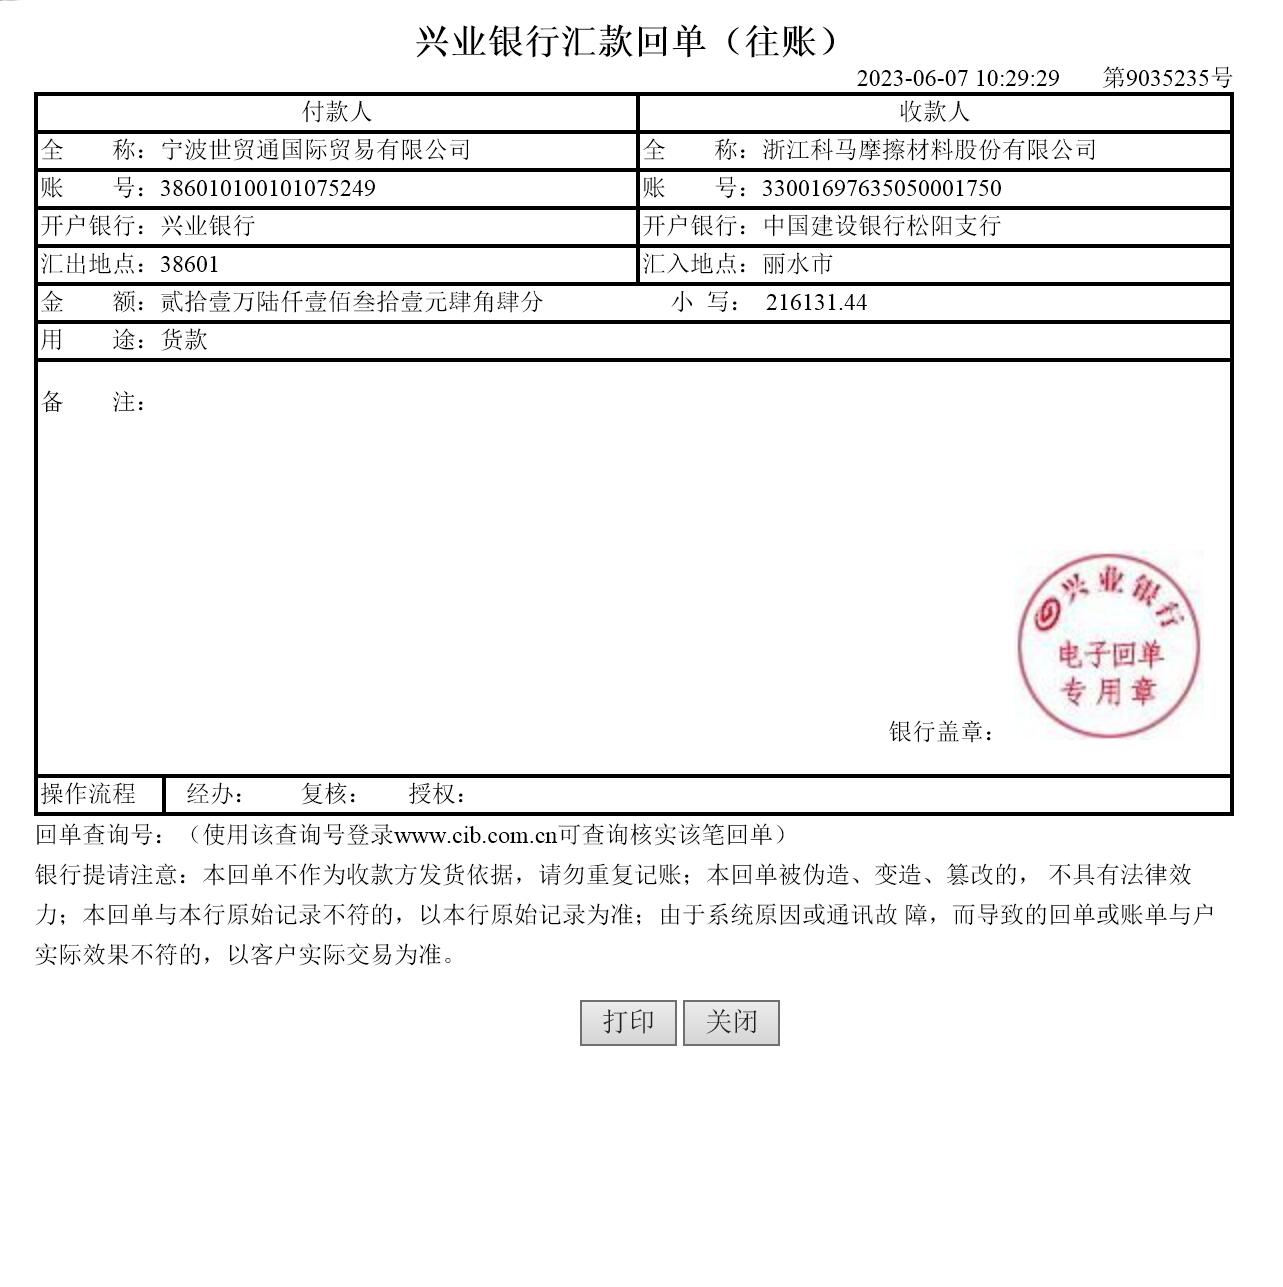 兴业银行汇款回单（往账）
2023-06-07 10:29:29 第9035235号
付款人 收款人
全 称：宁波世贸通国际贸易有限公司 全 称：浙江科马摩擦材料股份有限公司
账 号：386010100101075249 账 号：33001697635050001750
开户银行：兴业银行 开户银行：中国建设银行松阳支行
汇出地点：38601 汇入地点：丽水市
金 额：贰拾壹万陆仟壹佰叁拾壹元肆角肆分 小 写： 216131.44
用 途：货款
备 注：
兴业银行
电子回单
专用章
银行盖章：
操作流程 经办： 复核： 授权：
回单查询号：（使用该查询号登录www.cib.com.cn可查询核实该笔回单）
银行提请注意：本回单不作为收款方发货依据，请勿重复记账；本回单被伪造、变造、篡改的， 不具有法律效
力；本回单与本行原始记录不符的，以本行原始记录为准；由于系统原因或通讯故 障，而导致的回单或账单与户
实际效果不符的，以客户实际交易为准。
打印 关闭